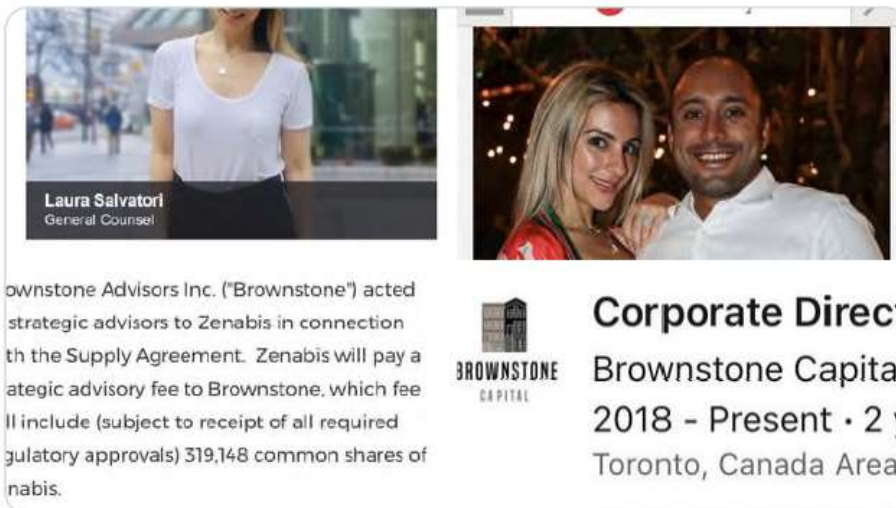 Laura Salvatori
General Counsel
ownstone Advisors Inc. ("Brownstone") acted
strategic advisors to Zenabis in connection
th the Supply Agreement. Zenabis will pay a
ategic advisory fee to Brownstone, which fee
ll include (subject to receipt of all required
gulatory approvals) 319,148 common shares of
nabis.
BROWNSTONE
CAPITAL
Corporate Direc
Brownstone Capita
2018 - Present · 2 y
Toronto, Canada Area